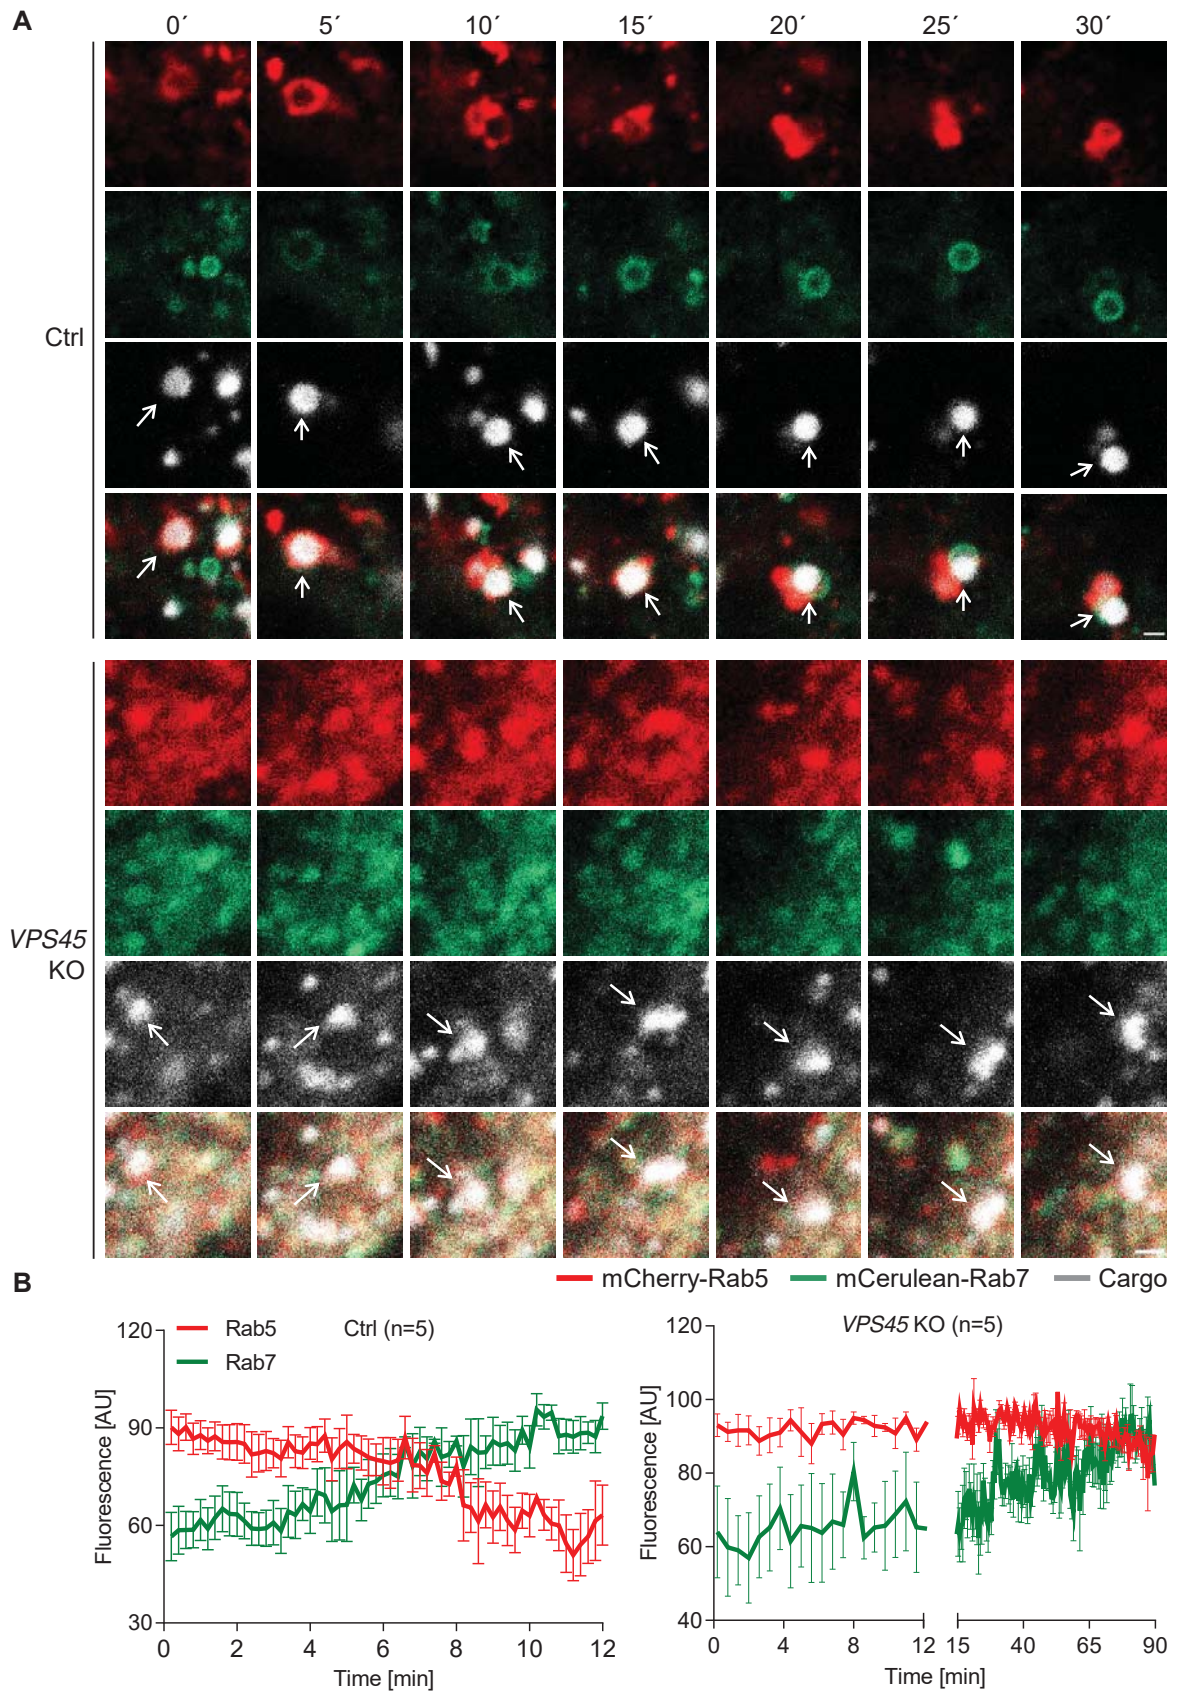 A
0´ 5´ 10´ 15´ 20´ 25´ 30´
Ctrl
VPS45
KO
mCherry-Rab5 mCerulean-Rab7 Cargo
B
Rab5
Rab7
Ctrl (n=5)
Fluorescence [AU]
120
90
60
30
0 2 4 6 8 10 12
Time [min]
VPS45 KO (n=5)
Fluorescence [AU]
120
100
80
60
40
0 4 8 12 15 40 65 90
Time [min]